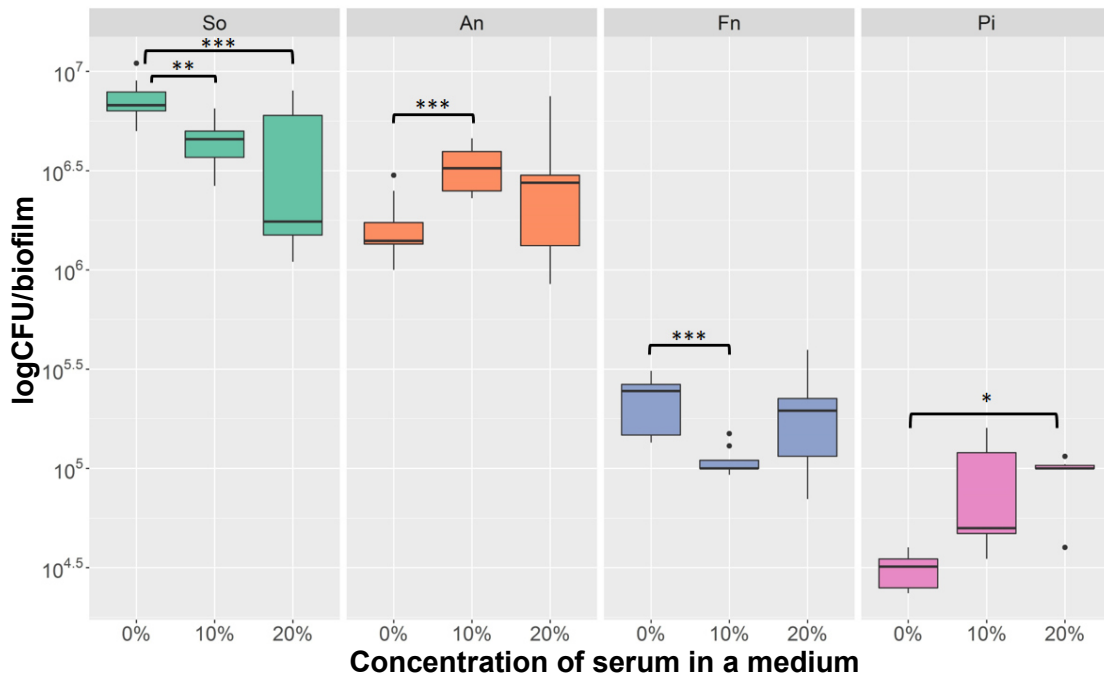 So An Fn Pi
***
**
***
***
*
10^7
10^6.5
10^6
10^5.5
10^5
10^4.5
logCFU/biofilm
0% 10% 20% 0% 10% 20% 0% 10% 20% 0% 10% 20%
Concentration of serum in a medium